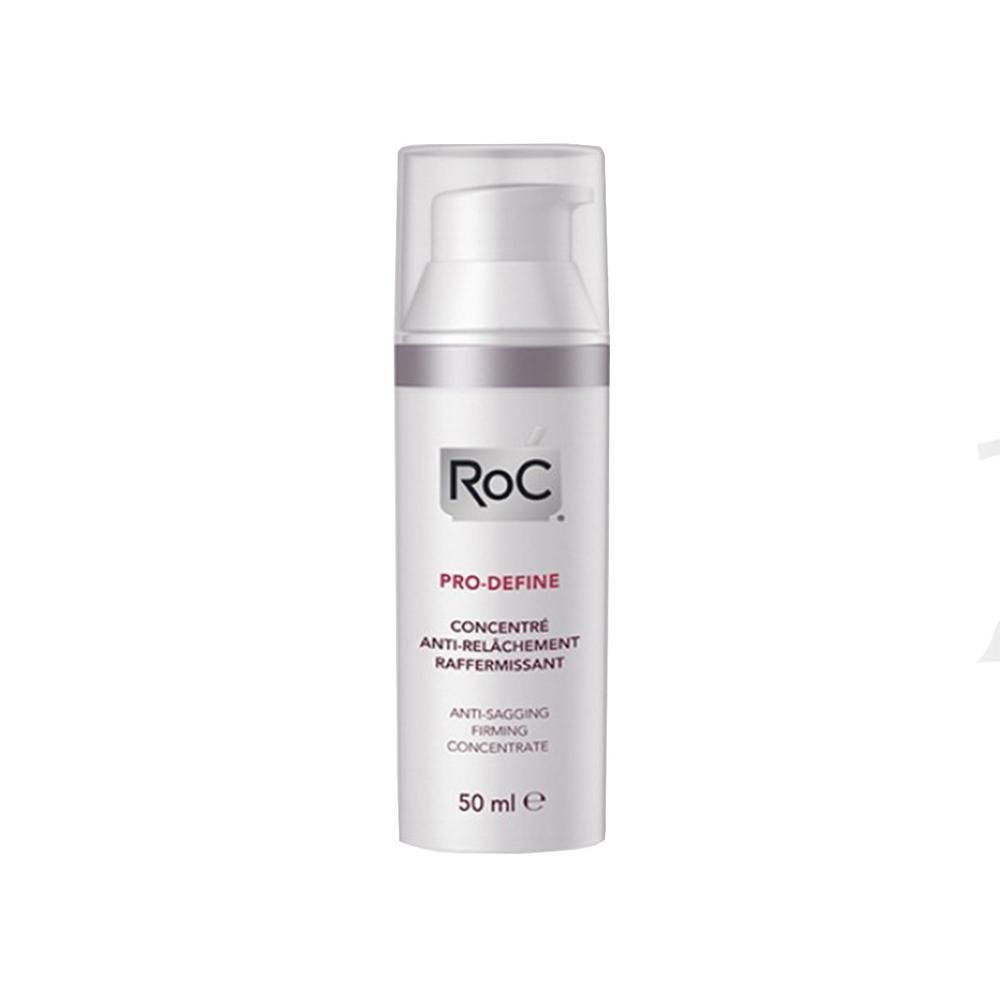 RoC
PRO-DEFINE
CONCENTRÉ
ANTI-RELÂCHEMENT
RAFFERMISSANT
ANTI-SAGGING
FIRMING
CONCENTRATE
50 ml ℮